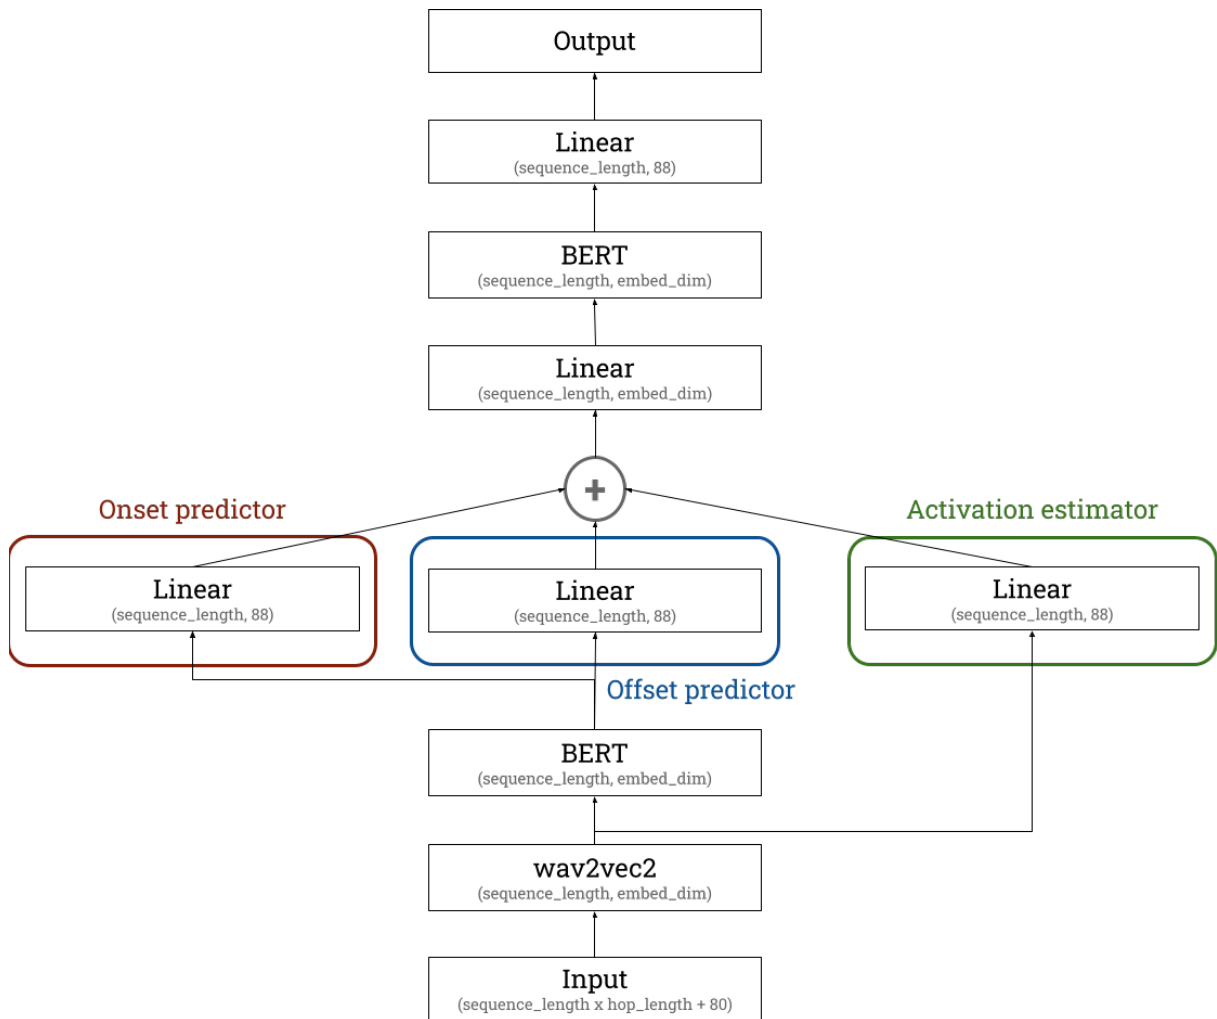 Output
Linear
(sequence_length, 88)
BERT
(sequence_length, embed_dim)
Linear
(sequence_length, embed_dim)
+
Onset predictor
Activation estimator
Linear
(sequence_length, 88)
Linear
(sequence_length, 88)
Linear
(sequence_length, 88)
Offset predictor
BERT
(sequence_length, embed_dim)
wav2vec2
(sequence_length, embed_dim)
Input
(sequence_length x hop_length + 80)